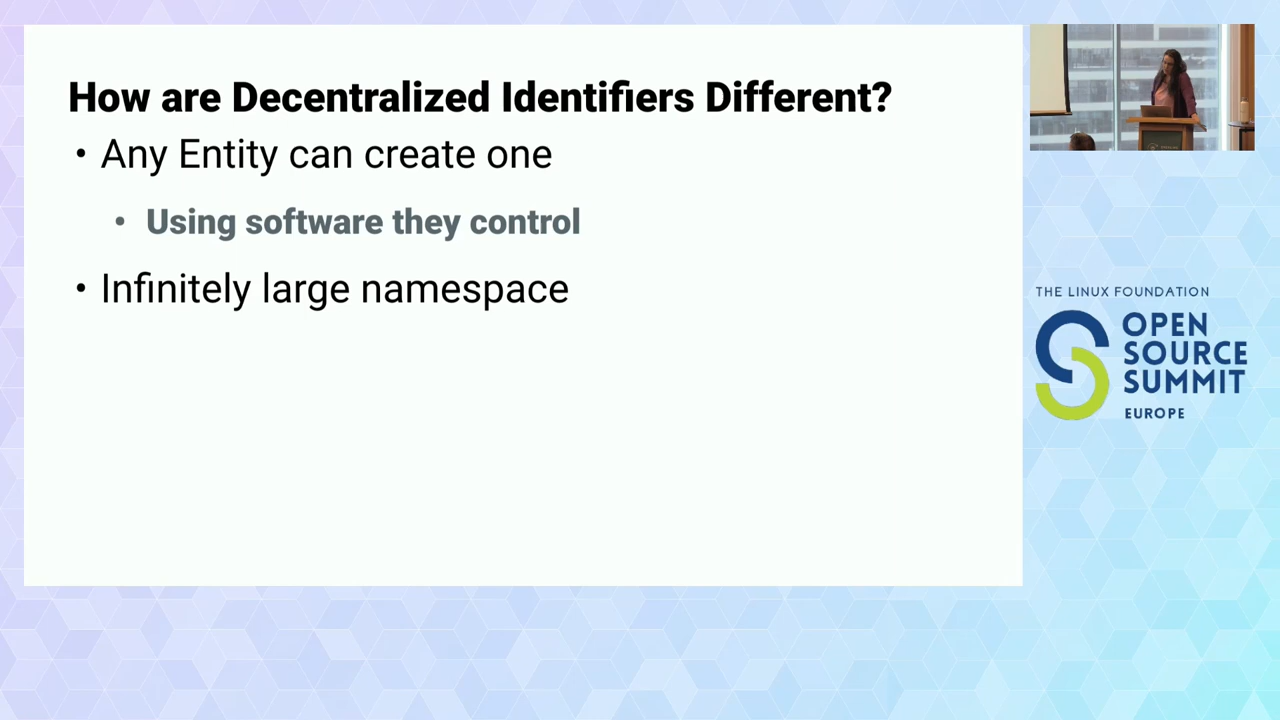 How are Decentralized Identifiers Different?
• Any Entity can create one
• Using software they control
• Infinitely large namespace
THE LINUX FOUNDATION
OPEN
SOURCE
SUMMIT
EUROPE